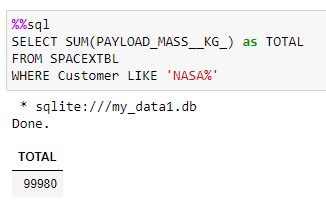 %%sql
SELECT SUM(PAYLOAD_MASS__KG_) as TOTAL
FROM SPACEXTBL
WHERE Customer LIKE 'NASA%'
* sqlite:///my_data1.db
Done.
TOTAL
99980